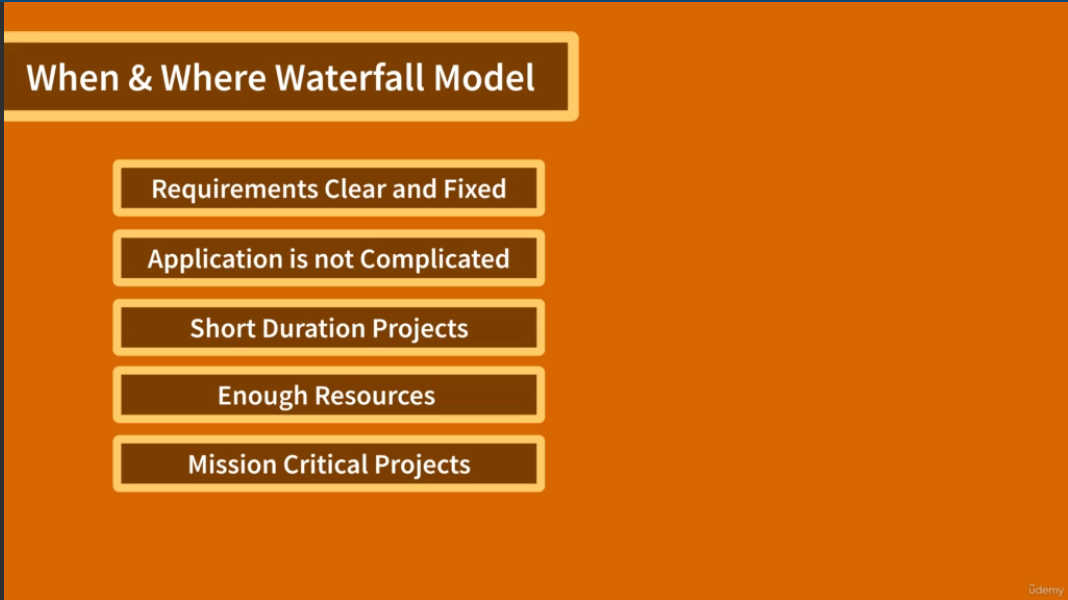 When & Where Waterfall Model
Requirements Clear and Fixed
Application is not Complicated
Short Duration Projects
Enough Resources
Mission Critical Projects
ûdemy